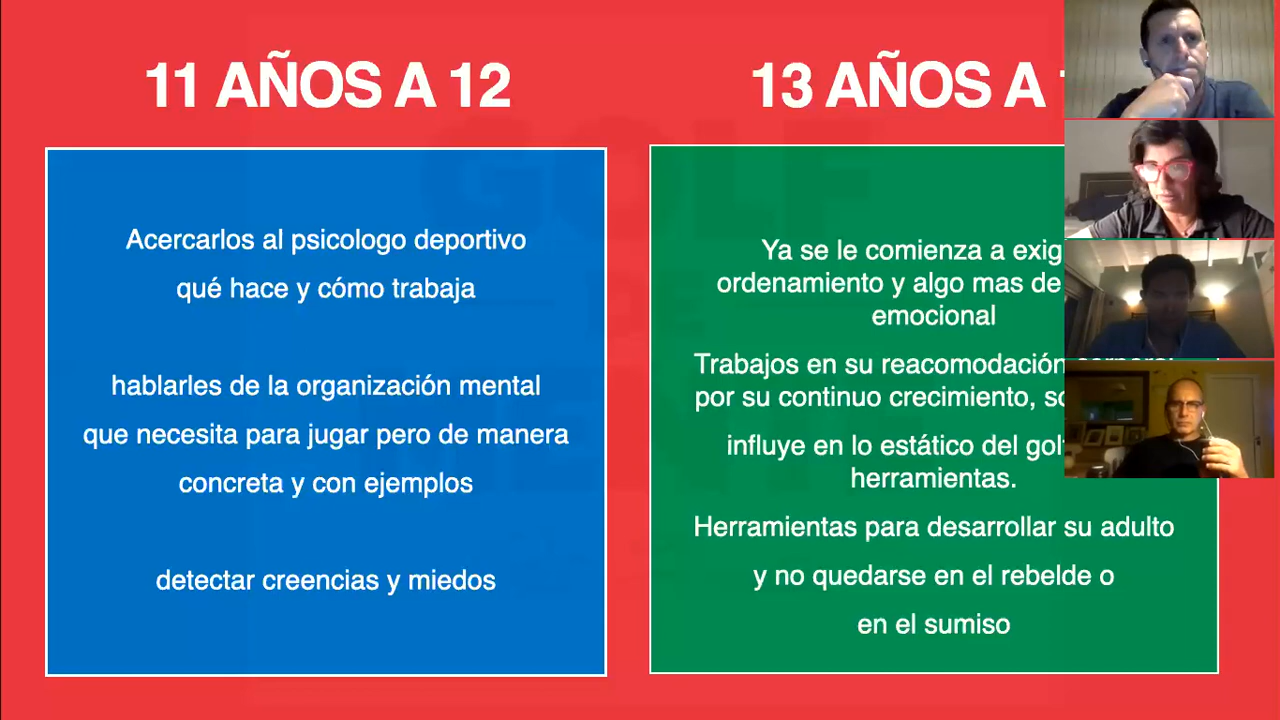 11 AÑOS A 12
Acercarlos al psicologo deportivo
qué hace y cómo trabaja
hablarles de la organización mental
que necesita para jugar pero de manera
concreta y con ejemplos
detectar creencias y miedos
13 AÑOS A
Ya se le comienza a
ordenamiento y algo mas de
emocional
Trabajos en su reacomodación
por su continuo crecimiento,
influye en lo estático del
herramientas.
Herramientas para desarrollar su adulto
y no quedarse en el rebelde o
en el sumiso